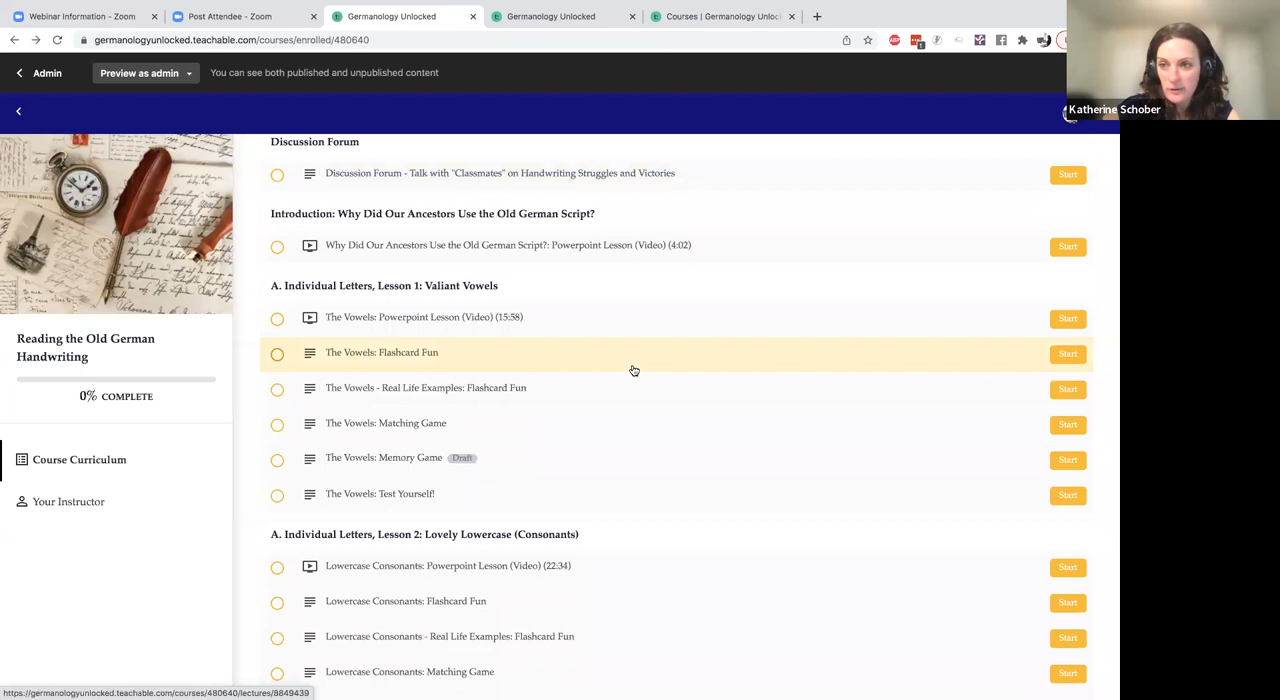 Webinar Information - Zoom
Post Attendee - Zoom
Germanology Unlocked
Germanology Unlocked
Courses | Germanology Unloc
germanologyunlocked.teachable.com/courses/enrolled/480640
Admin
Preview as admin
You can see both published and unpublished content
Katherine Schober
Discussion Forum
Discussion Forum - Talk with "Classmates" on Handwriting Struggles and Victories
Start
Introduction: Why Did Our Ancestors Use the Old German Script?
Why Did Our Ancestors Use the Old German Script?: Powerpoint Lesson (Video) (4:02)
Start
A. Individual Letters, Lesson 1: Valiant Vowels
The Vowels: Powerpoint Lesson (Video) (15:58)
Start
The Vowels: Flashcard Fun
Start
The Vowels - Real Life Examples: Flashcard Fun
Start
The Vowels: Matching Game
Start
The Vowels: Memory Game Draft
Start
The Vowels: Test Yourself!
Start
A. Individual Letters, Lesson 2: Lovely Lowercase (Consonants)
Lowercase Consonants: Powerpoint Lesson (Video) (22:34)
Start
Lowercase Consonants: Flashcard Fun
Start
Lowercase Consonants - Real Life Examples: Flashcard Fun
Start
Lowercase Consonants: Matching Game
Start
Reading the Old German
Handwriting
0% COMPLETE
Course Curriculum
Your Instructor
https://germanologyunlocked.teachable.com/courses/480640/lectures/8849439